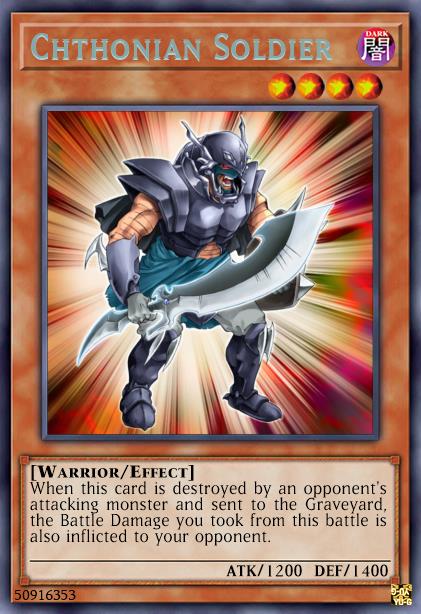 Chthonian Soldier
DARK
闇
[Warrior/Effect]
When this card is destroyed by an opponent's
attacking monster and sent to the Graveyard,
the Battle Damage you took from this battle is
also inflicted to your opponent.
ATK/1200 DEF/1400
50916353